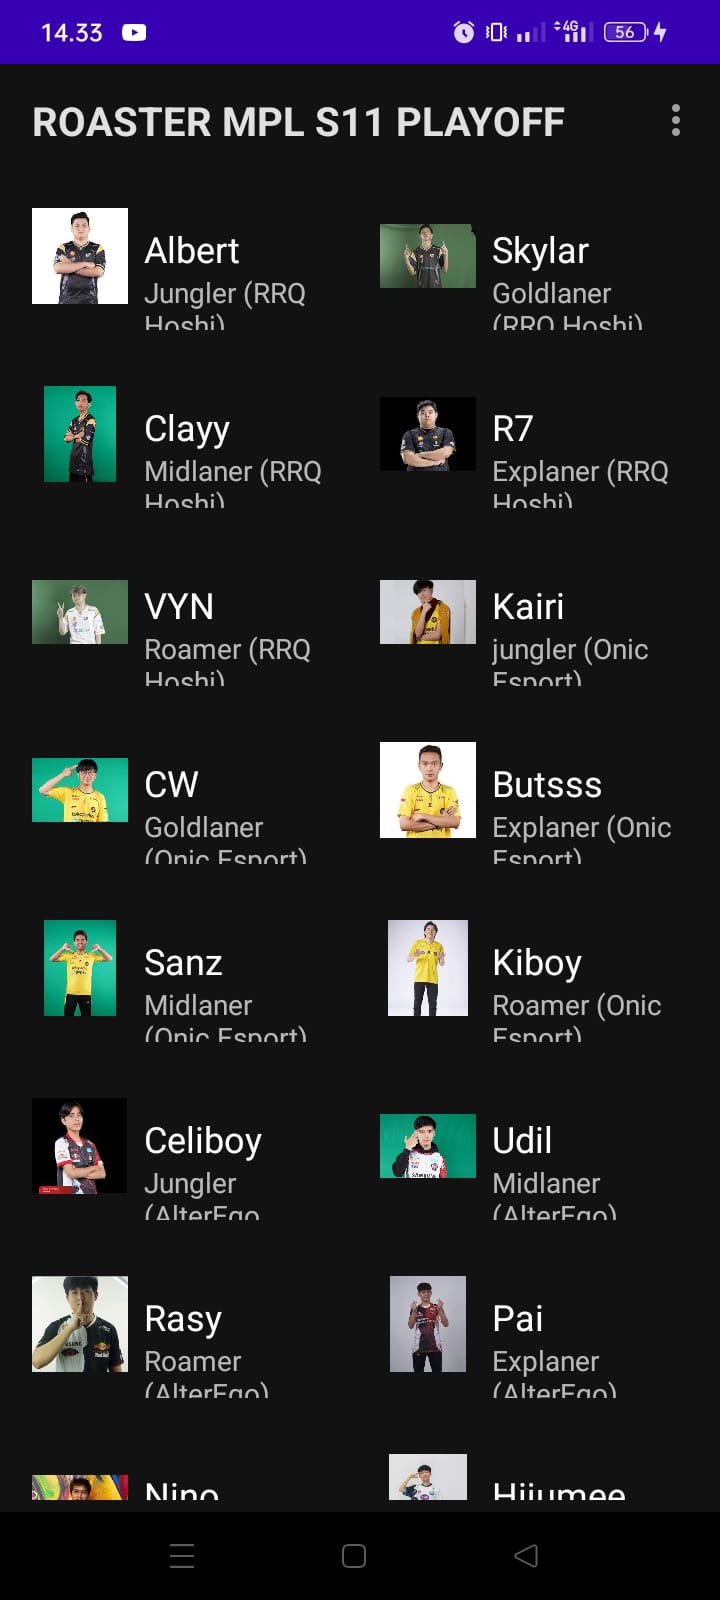 14.33
4G
56
ROASTER MPL S11 PLAYOFF
Albert
Jungler (RRQ
Hoshi)
Skylar
Goldlaner
(RRQ Hoshi)
Clayy
Midlaner (RRQ
Hoshi)
R7
Explaner (RRQ
Hoshi)
VYN
Roamer (RRQ
Hoshi)
Kairi
jungler (Onic
Esport)
CW
Goldlaner
(Onic Esport)
Butsss
Explaner (Onic
Esport)
Sanz
Midlaner
(Onic Esport)
Kiboy
Roamer (Onic
Esport)
Celiboy
Jungler
(AlterEgo
Udil
Midlaner
(AlterEgo)
Rasy
Roamer
(AlterEgo)
Pai
Explaner
(AlterEgo)
Nino
Hijumee